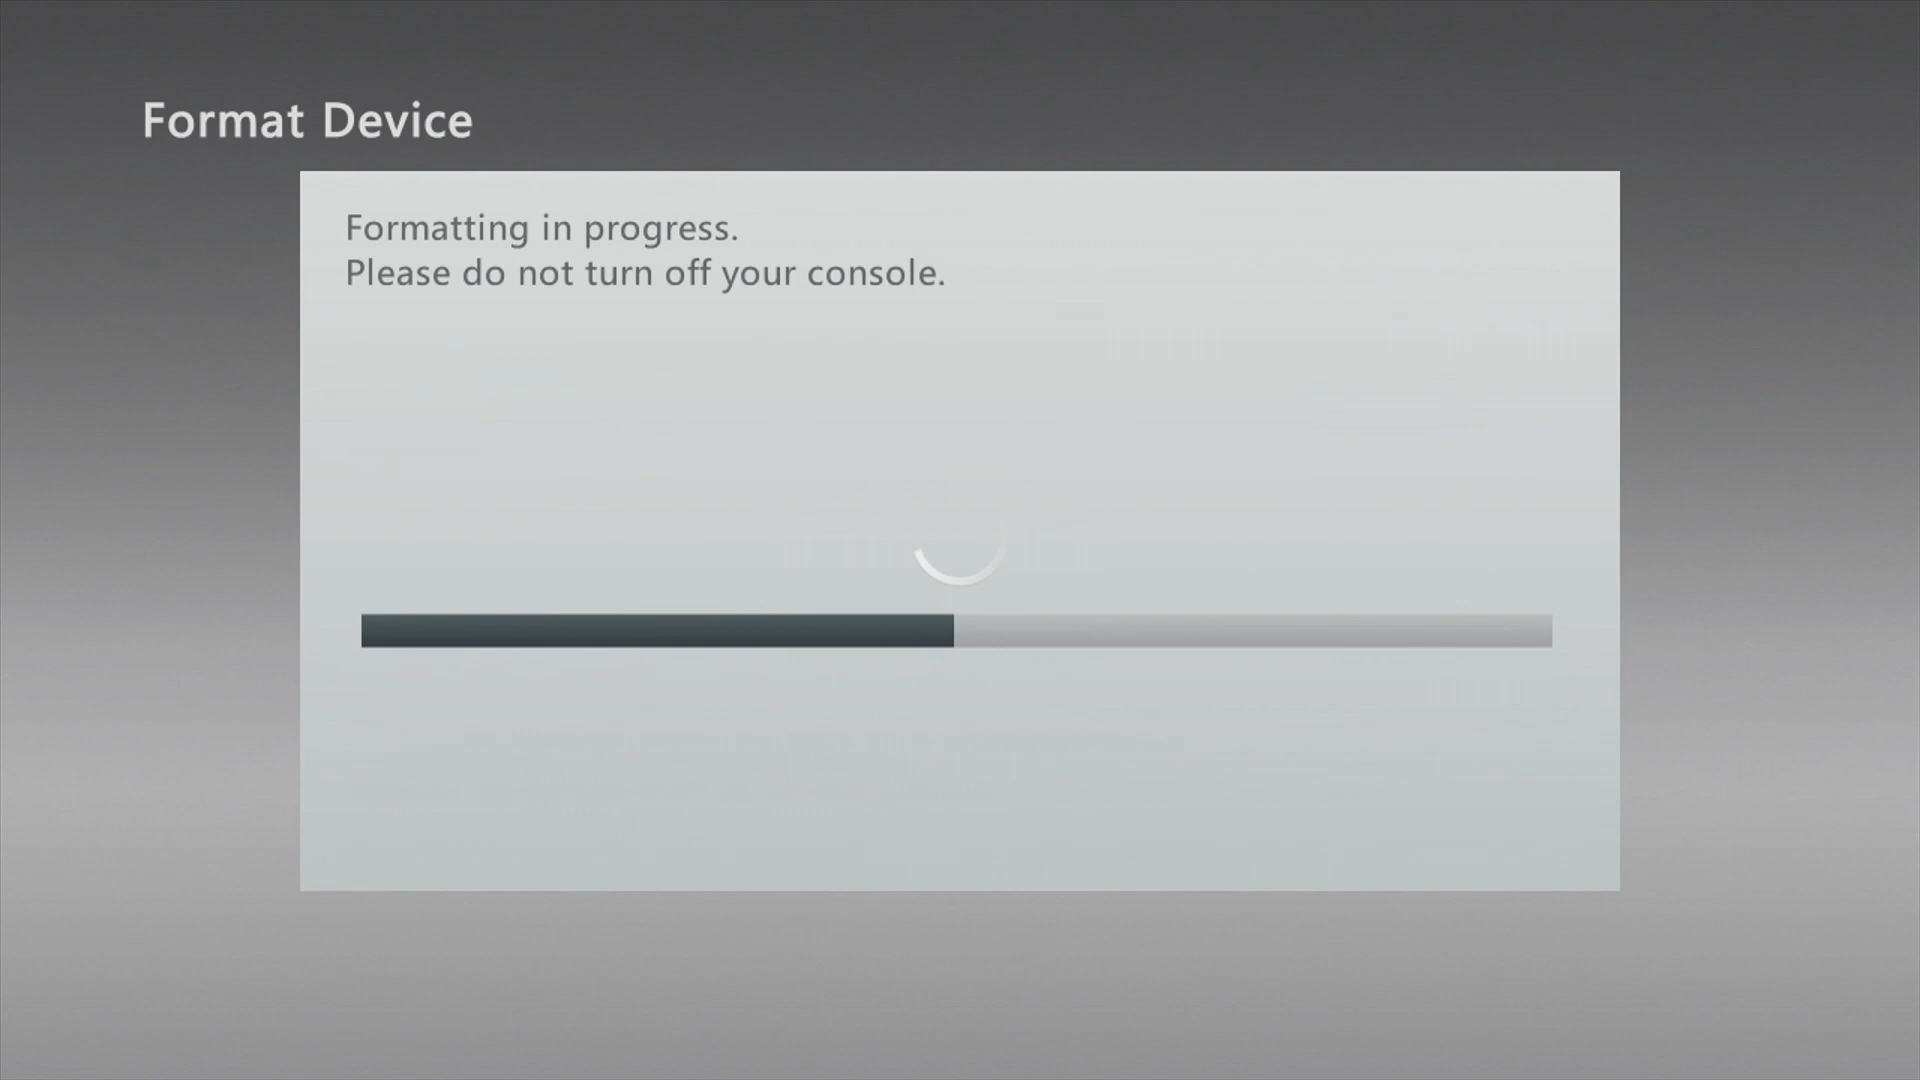 Format Device
Formatting in progress.
Please do not turn off your console.